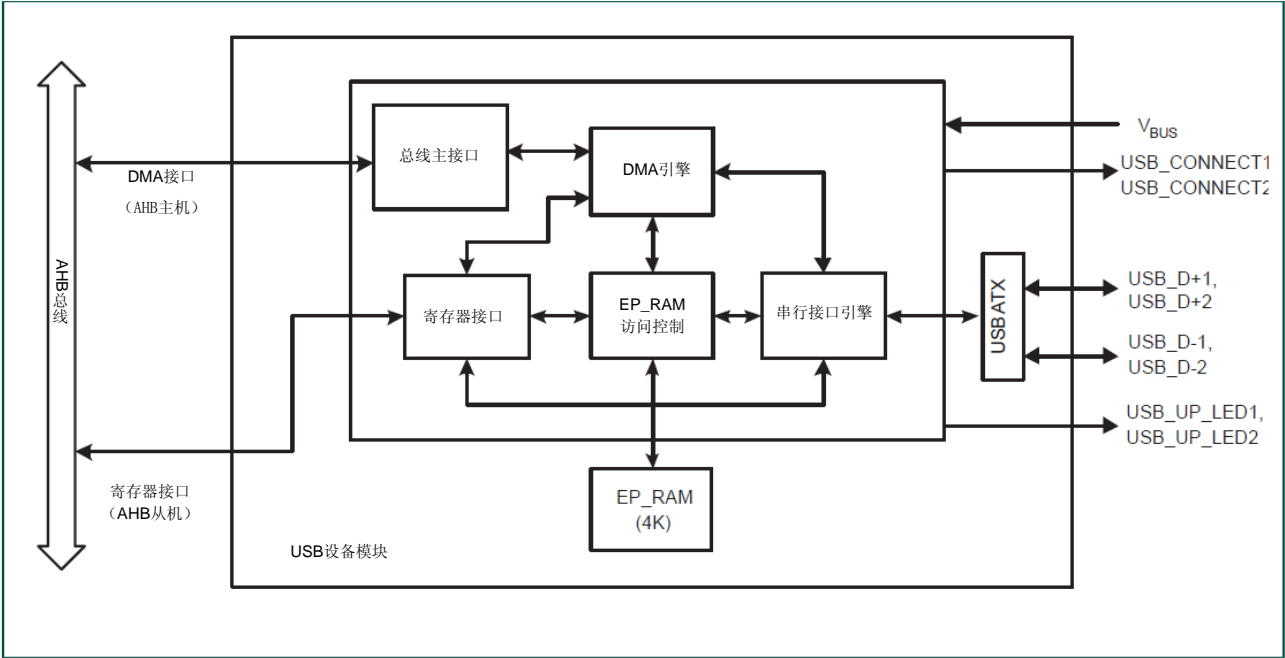 总线主接口
DMA引擎
V_BUS
USB_CONNECT1
USB_CONNECT2
DMA接口
（AHB主机）
AHB总线
寄存器接口
EP_RAM
访问控制
串行接口引擎
USB ATX
USB_D+1,
USB_D+2
USB_D-1,
USB_D-2
USB_UP_LED1,
USB_UP_LED2
寄存器接口
（AHB从机）
EP_RAM
(4K)
USB设备模块